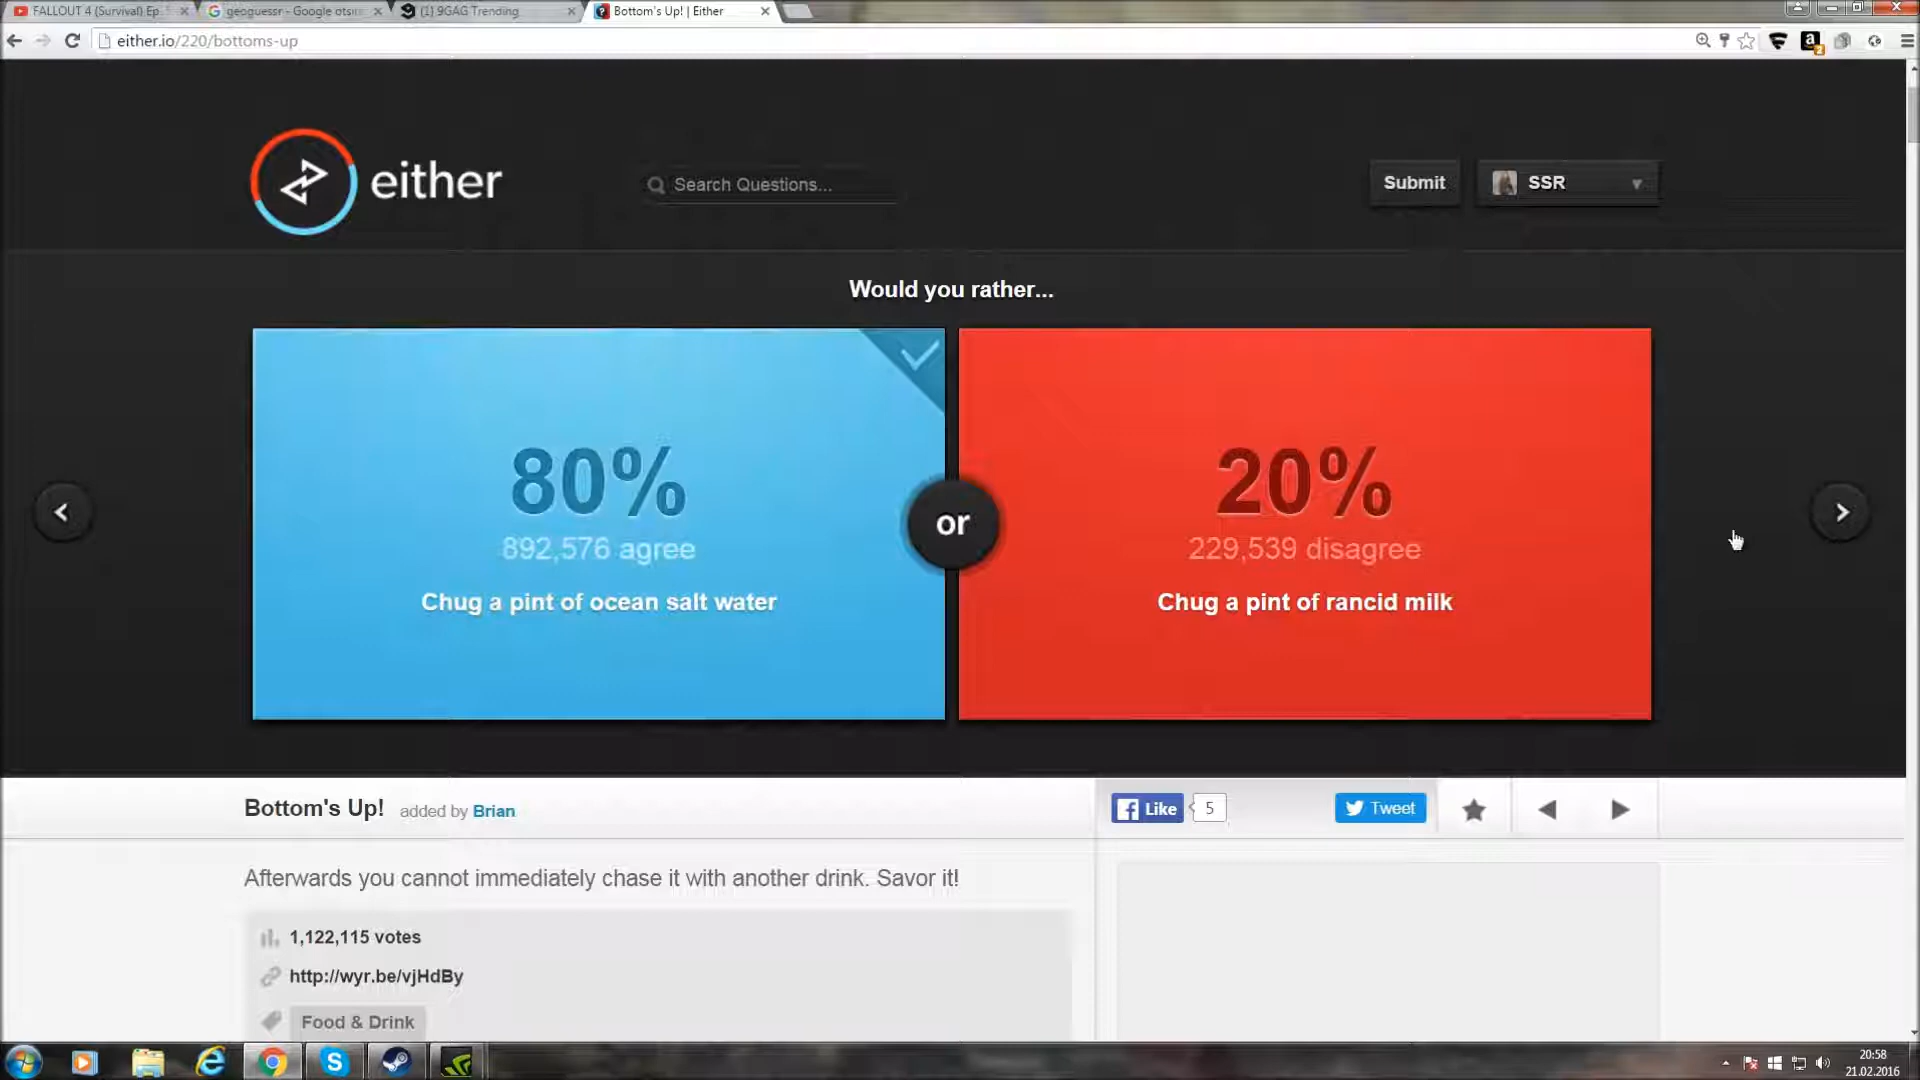 FALLOUT 4 (Survival) Ep.
geoguessr - Google otsin
(1) 9GAG Trending
Bottom's Up! | Either
either.io/220/bottoms-up
either
Search Questions...
Submit
SSR
Would you rather...
80%
892,576 agree
Chug a pint of ocean salt water
or
20%
229,539 disagree
Chug a pint of rancid milk
Bottom's Up! added by Brian
Like 5
Tweet
Afterwards you cannot immediately chase it with another drink. Savor it!
1,122,115 votes
http://wyr.be/vjHdBy
Food & Drink
20:58
21.02.2016